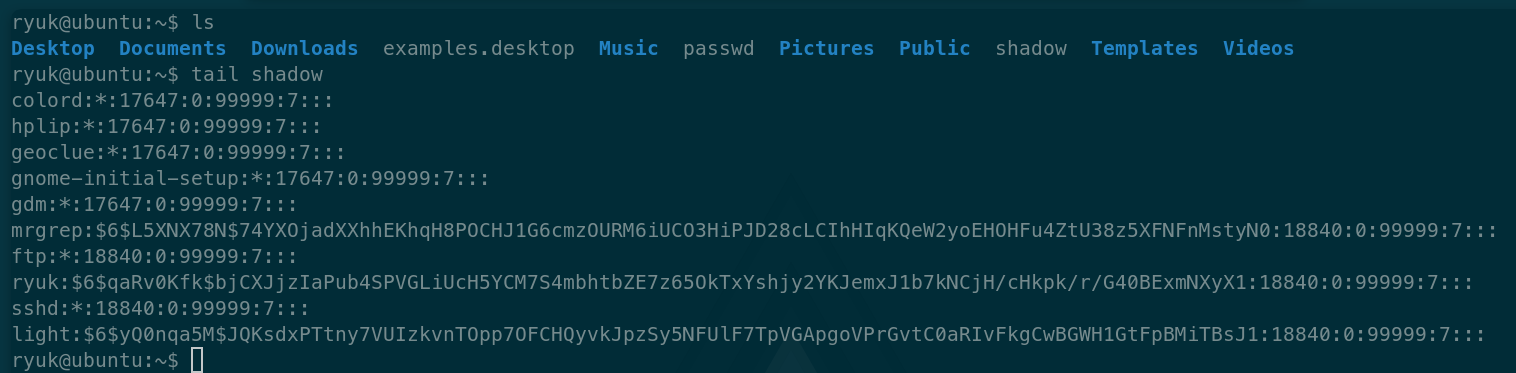 ryuk@ubuntu:~$ ls
Desktop  Documents  Downloads  examples.desktop  Music  passwd  Pictures  Public  shadow  Templates  Videos
ryuk@ubuntu:~$ tail shadow
colord:*:17647:0:99999:7:::
hplip:*:17647:0:99999:7:::
geoclue:*:17647:0:99999:7:::
gnome-initial-setup:*:17647:0:99999:7:::
gdm:*:17647:0:99999:7:::
mrgrep:$6$L5XNX78N$74YXOjadXXhhEKhqH8POCHJ1G6cmzOURM6iUCO3HiPJD28cLCIhHIqKQeW2yoEHOHFu4ZtU38z5XFNFnMstyN0:18840:0:99999:7:::
ftp:*:18840:0:99999:7:::
ryuk:$6$qaRv0Kfk$bjCXJjzIaPub4SPVGLiUcH5YCM7S4mbhtbZE7z65OkTxYshjy2YKJemxJ1b7kNCjH/cHkpk/r/G40BExmNXyX1:18840:0:99999:7:::
sshd:*:18840:0:99999:7:::
light:$6$yQ0nqa5M$JQKsdxPTtny7VUIzkvnTOpp7OFCHQyvkJpzSy5NFUlF7TpVGApgoVPrGvtC0aRIvFkgCwBGWH1GtFpBMiTBsJ1:18840:0:99999:7:::
ryuk@ubuntu:~$